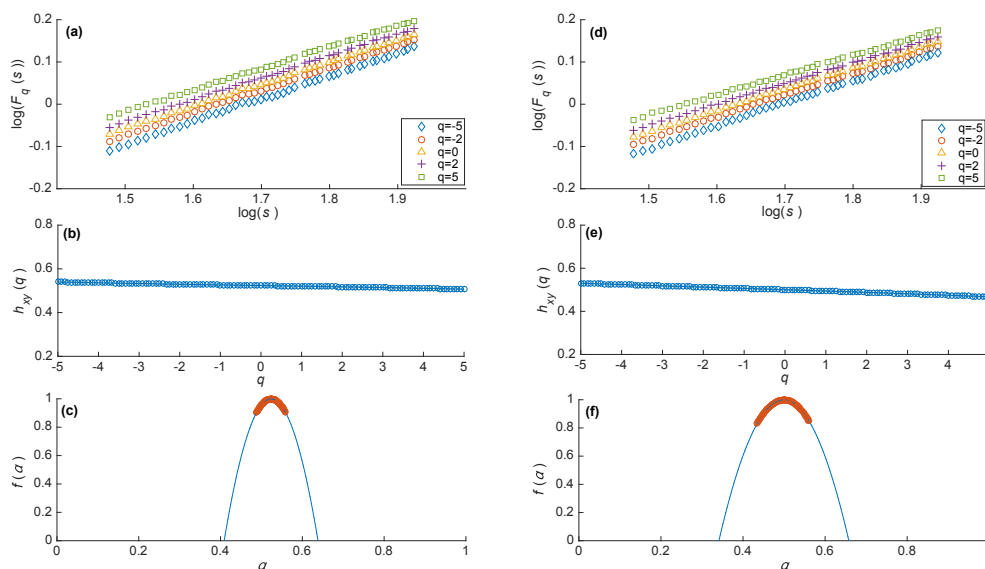 (a)
0.2
0.1
0
-0.1
-0.2
log(F_q (s))
1.5 1.6 1.7 1.8 1.9
log(s)
q=-5
q=-2
q=0
q=2
q=5
(d)
0.2
0.1
0
-0.1
-0.2
log(F_q (s))
1.5 1.6 1.7 1.8 1.9
log(s)
q=-5
q=-2
q=0
q=2
q=5
(b)
0.8
0.6
0.4
0.2
h_xy (q)
-5 -4 -3 -2 -1 0 1 2 3 4 5
q
(e)
0.8
0.6
0.4
0.2
h_xy (q)
-5 -4 -3 -2 -1 0 1 2 3 4
q
(c)
1
0.8
0.6
0.4
0.2
0
f (α)
0 0.2 0.4 0.6 0.8 1
α
(f)
1
0.8
0.6
0.4
0.2
0
f (α)
0 0.2 0.4 0.6 0.8
α